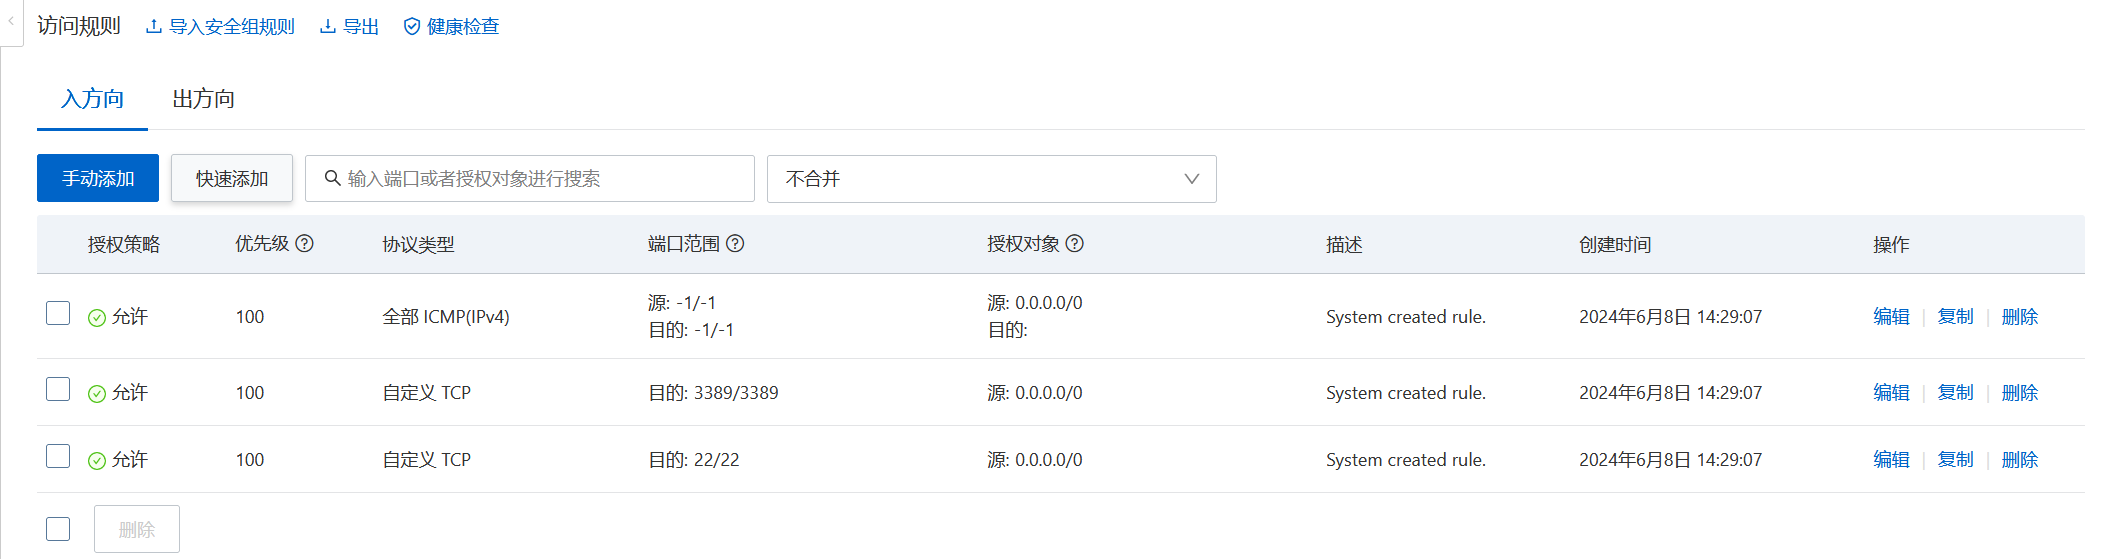 访问规则 导入安全组规则 导出 健康检查
入方向 出方向
手动添加 快速添加 输入端口或者授权对象进行搜索 不合并
授权策略 优先级 协议类型 端口范围 授权对象 描述 创建时间 操作
允许 100 全部 ICMP(IPv4) 源: -1/-1 源: 0.0.0.0/0 System created rule. 2024年6月8日 14:29:07 编辑 复制 删除
目的: -1/-1 目的:
允许 100 自定义 TCP 目的: 3389/3389 源: 0.0.0.0/0 System created rule. 2024年6月8日 14:29:07 编辑 复制 删除
允许 100 自定义 TCP 目的: 22/22 源: 0.0.0.0/0 System created rule. 2024年6月8日 14:29:07 编辑 复制 删除
删除